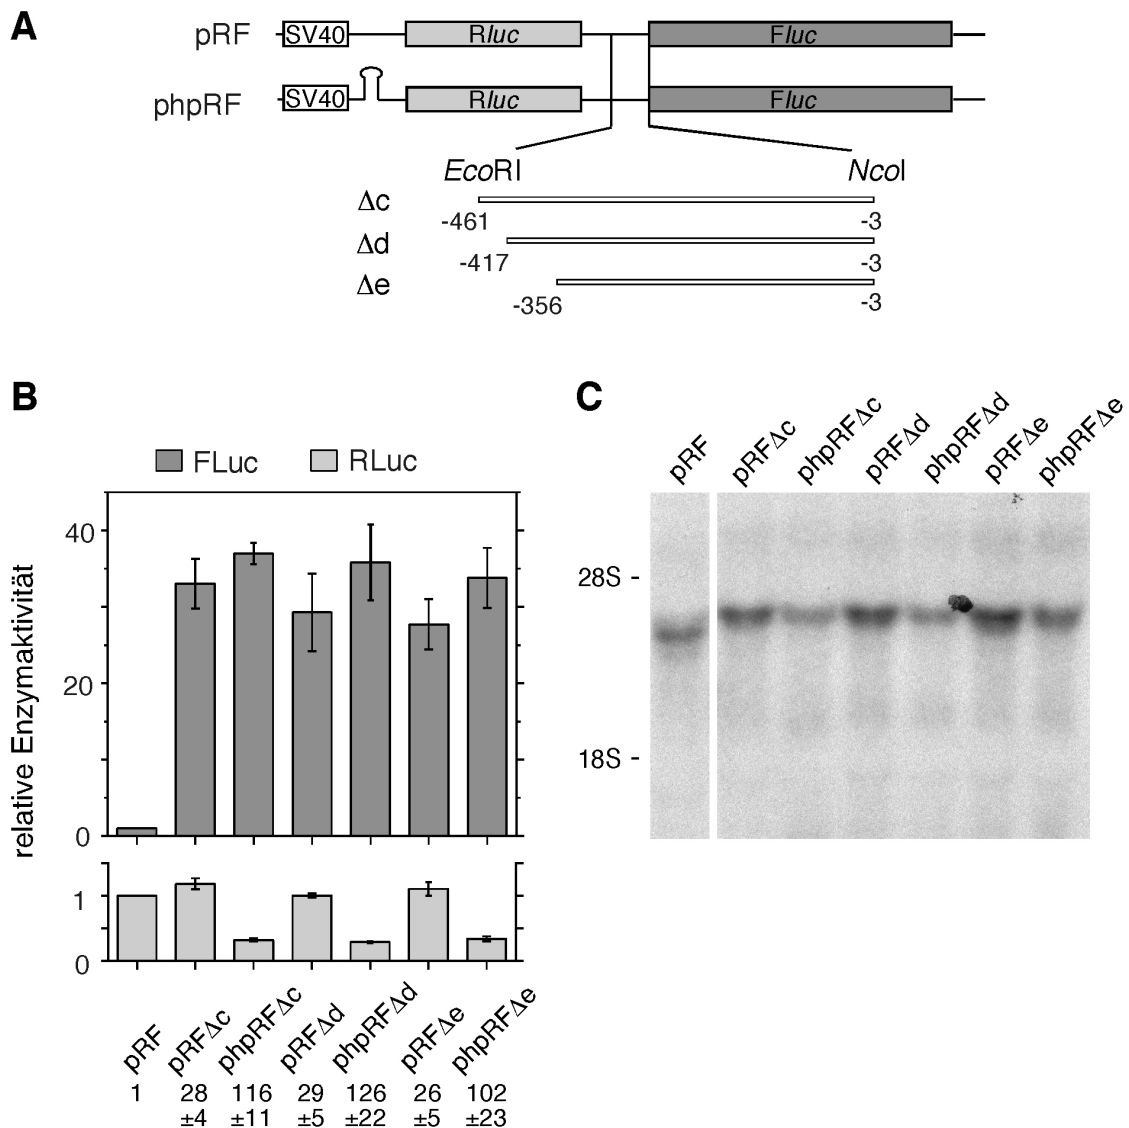 A
pRF
SV40
Rluc
Fluc
phpRF
SV40
Rluc
Fluc
EcoRI
NcoI
Δc
-461
-3
Δd
-417
-3
Δe
-356
-3
B
FLuc
RLuc
relative Enzymaktivität
40
20
0
1
0
pRF
pRFΔc
phpRFΔc
pRFΔd
phpRFΔd
pRFΔe
phpRFΔe
1 28 116 29 126 26 102
±4 ±11 ±5 ±22 ±5 ±23
C
pRF
pRFΔc
phpRFΔc
pRFΔd
phpRFΔd
pRFΔe
phpRFΔe
28S -
18S -